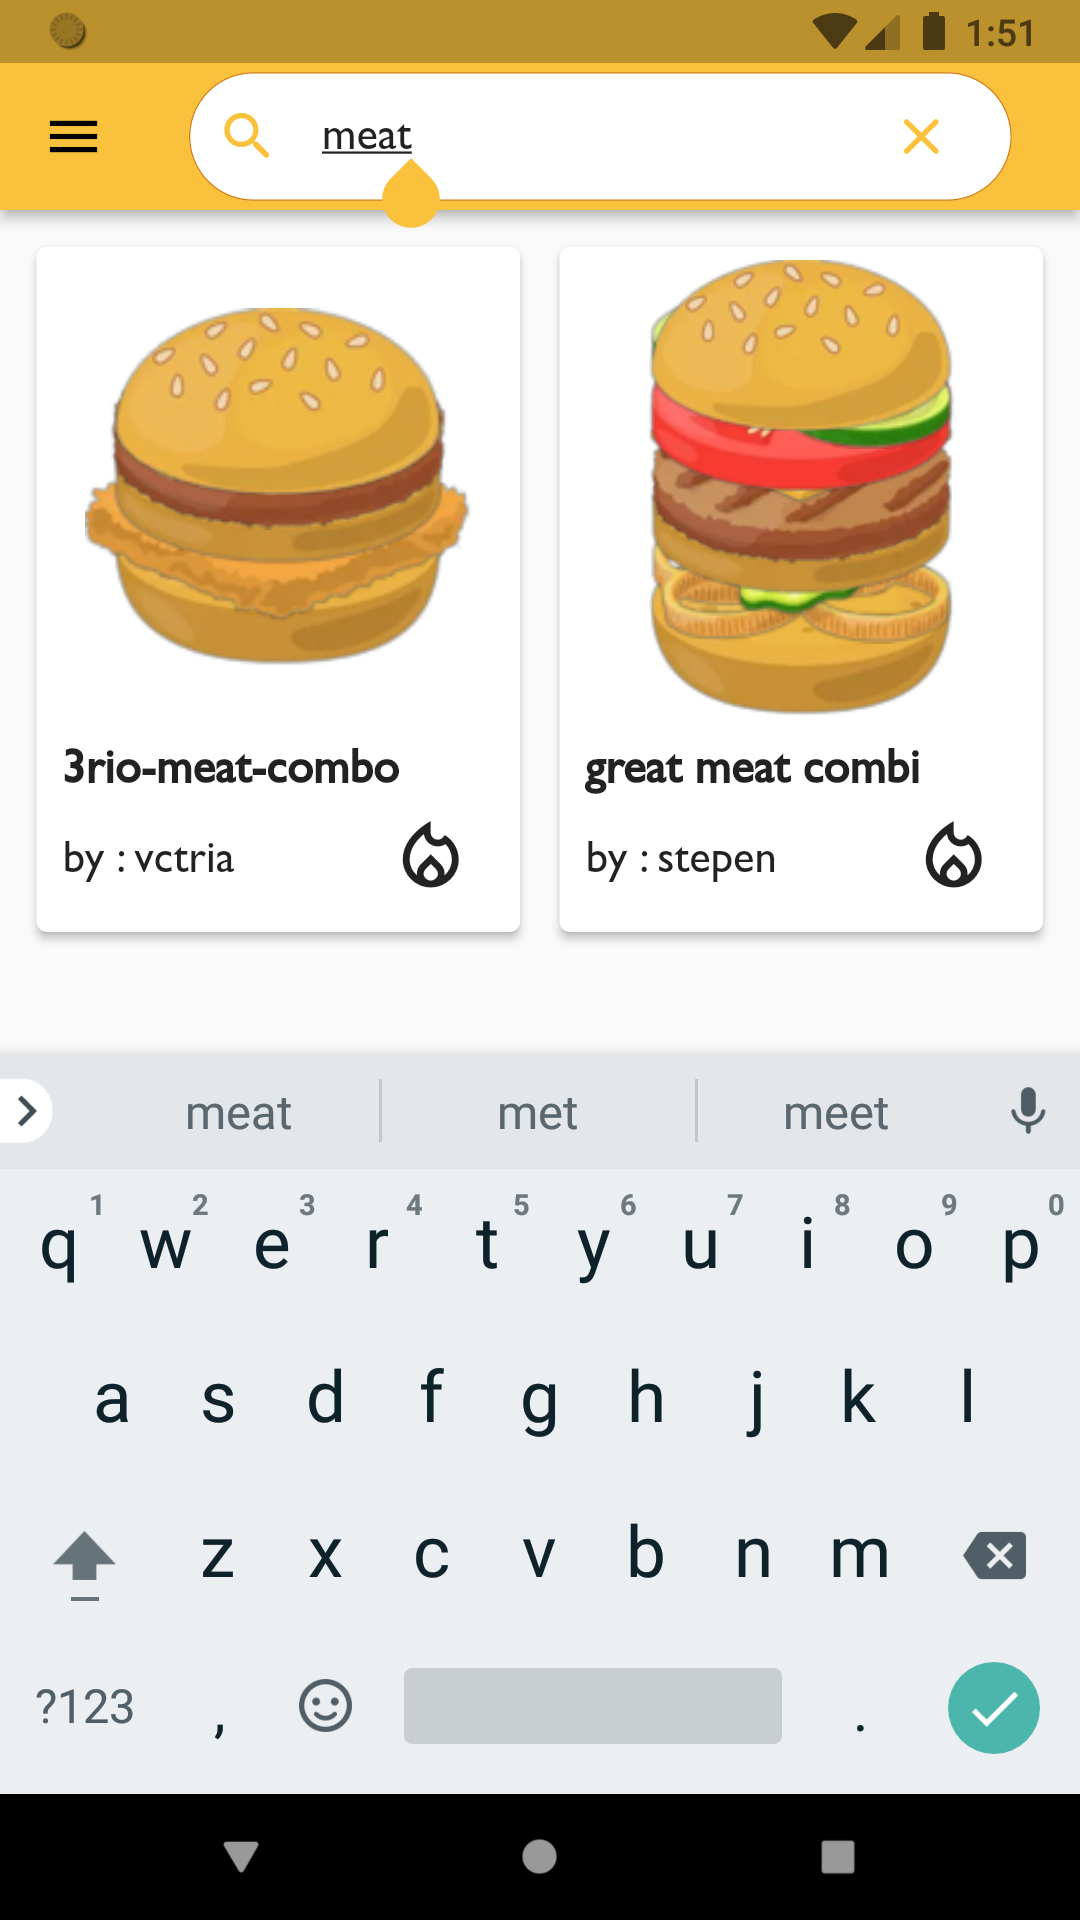 1:51
meat
3rio-meat-combo
by : vctria
great meat combi
by : stepen
meat met meet
1 2 3 4 5 6 7 8 9 0
q w e r t y u i o p
a s d f g h j k l
z x c v b n m
?123 , .